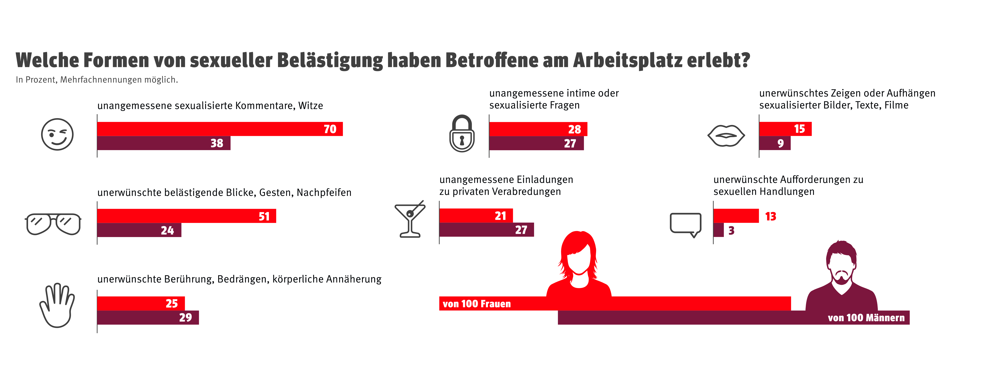 Welche Formen von sexueller Belästigung haben Betroffene am Arbeitsplatz erlebt?
In Prozent, Mehrfachnennungen möglich.
unangemessene sexualisierte Kommentare, Witze
70
38
unerwünschte belästigende Blicke, Gesten, Nachpfeifen
51
24
unerwünschte Berührung, Bedrängen, körperliche Annäherung
25
29
unangemessene intime oder
sexualisierte Fragen
28
27
unangemessene Einladungen
zu privaten Verabredungen
21
27
unerwünschtes Zeigen oder Aufhängen
sexualisierter Bilder, Texte, Filme
15
9
unerwünschte Aufforderungen zu
sexuellen Handlungen
13
3
von 100 Frauen
von 100 Männern